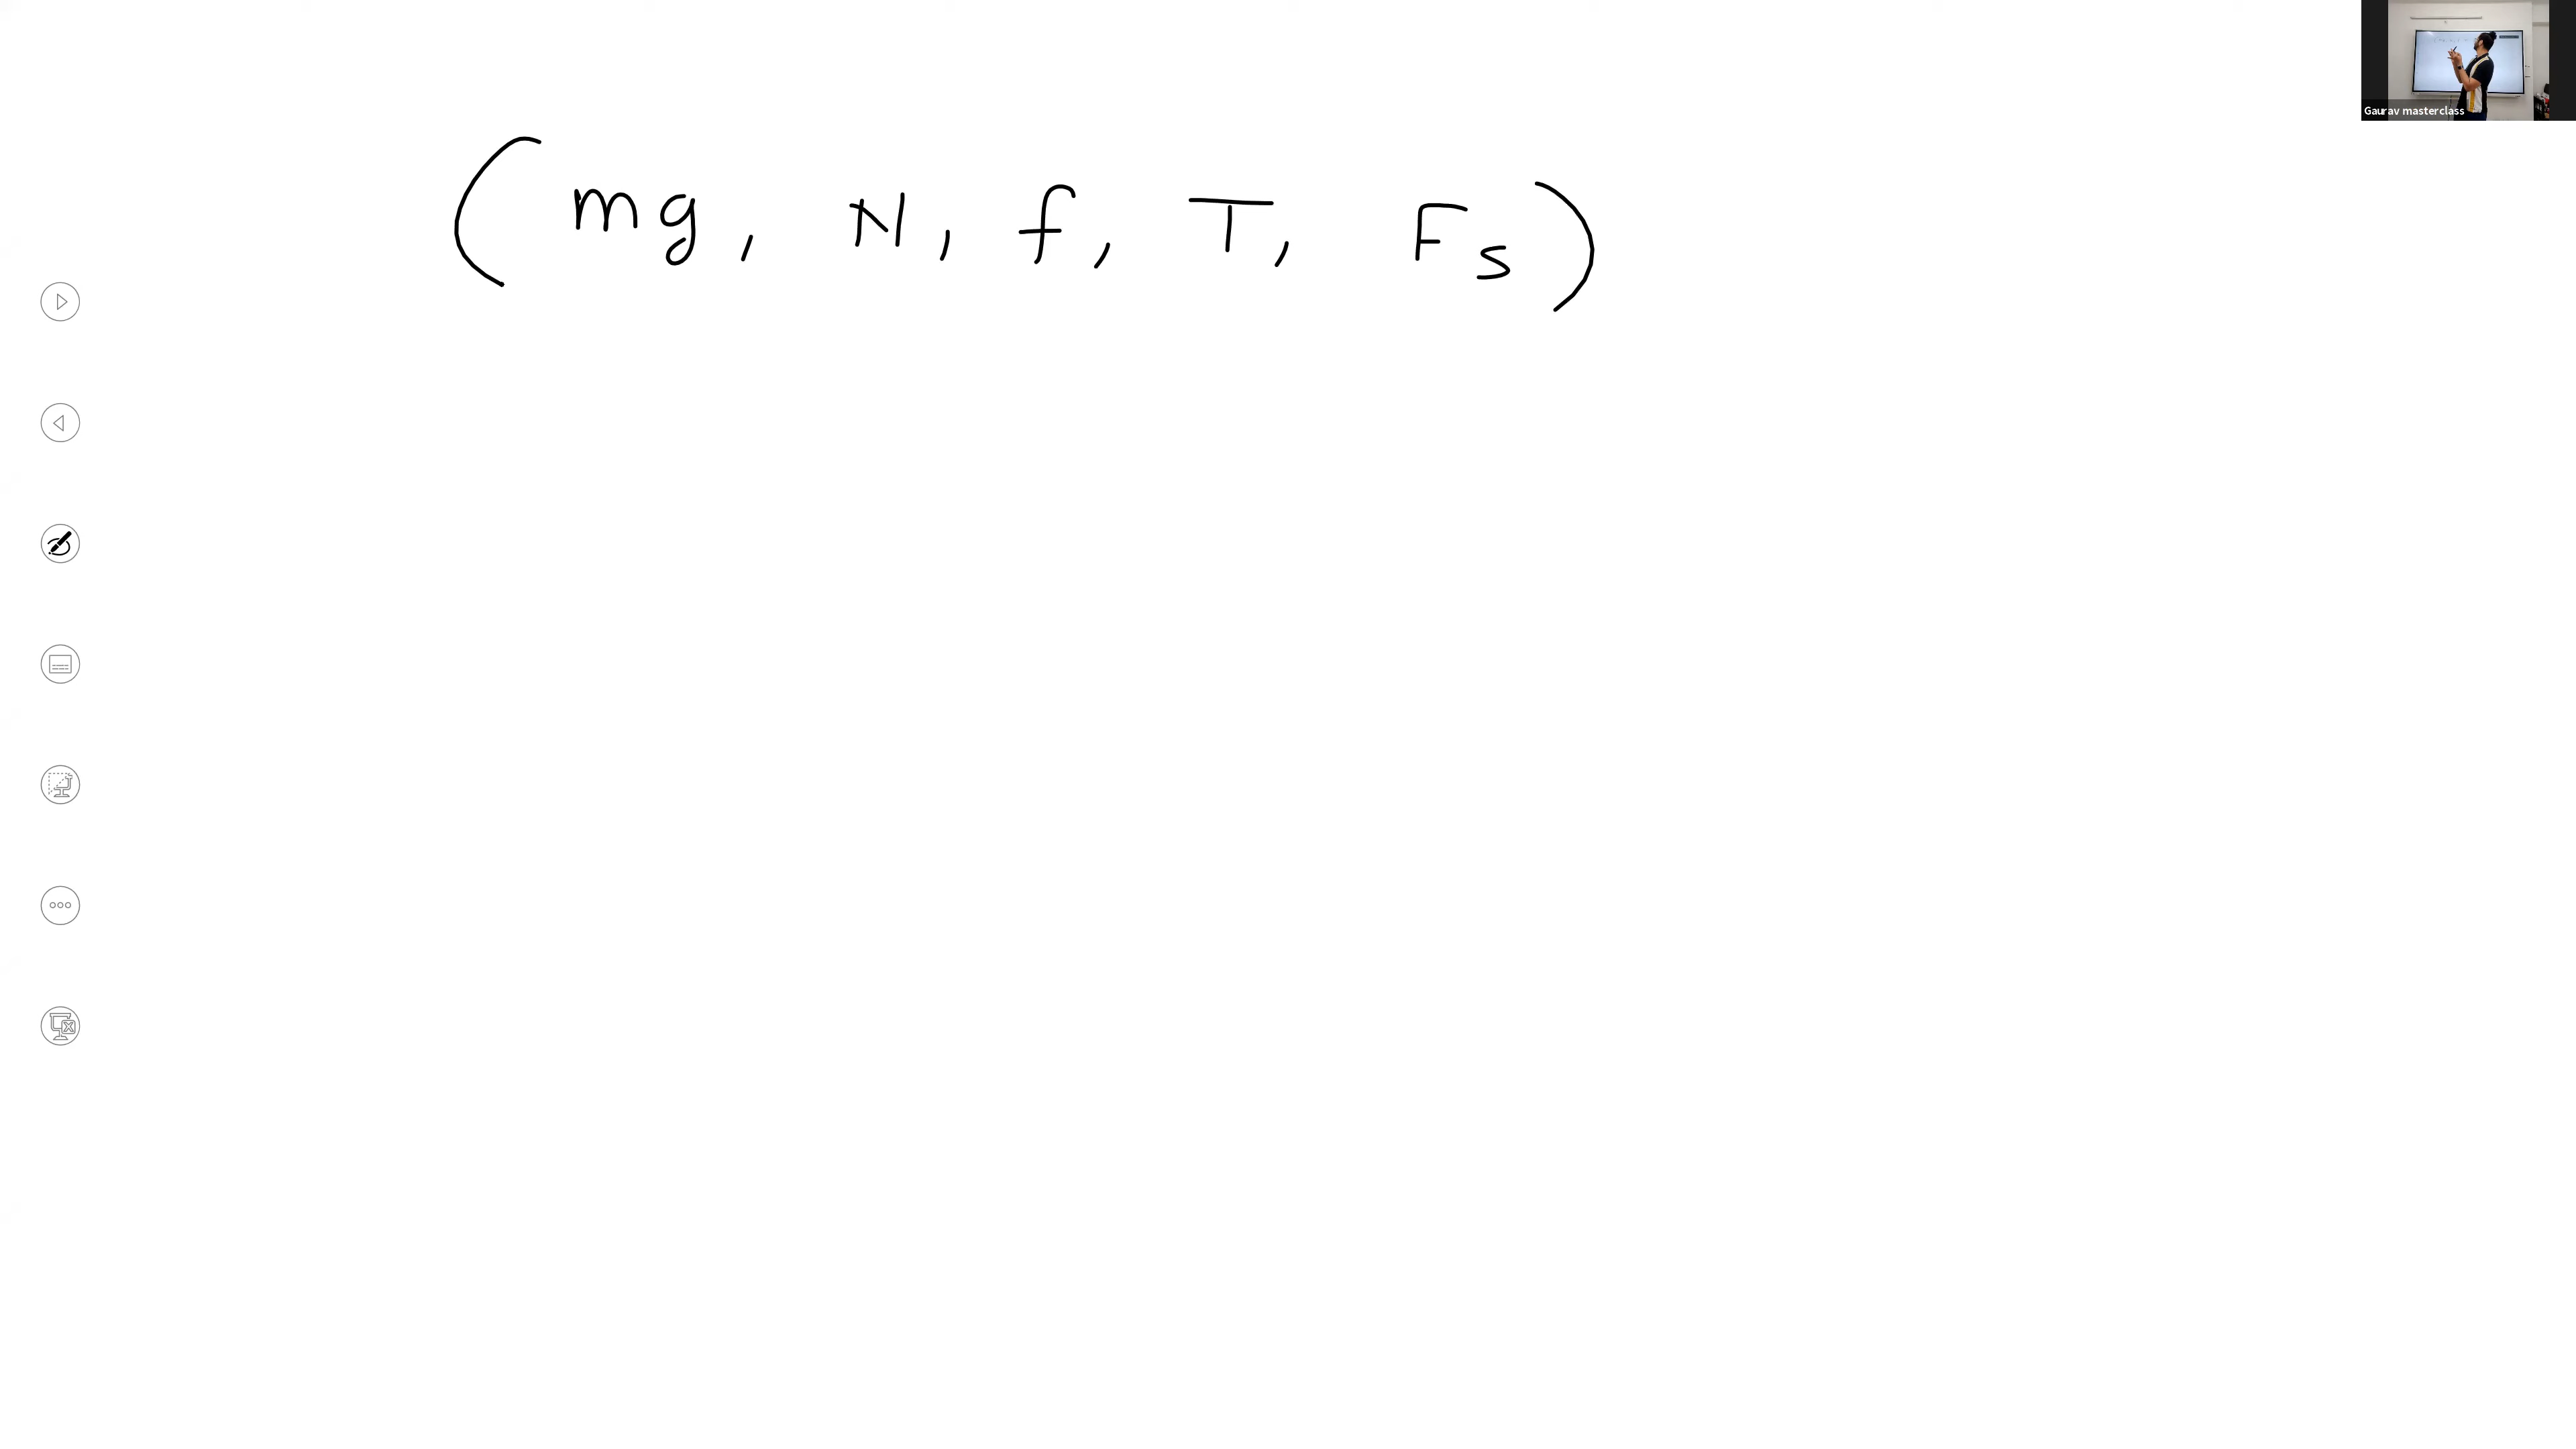 Gaurav masterclass
( mg, N, f, T, Fs )